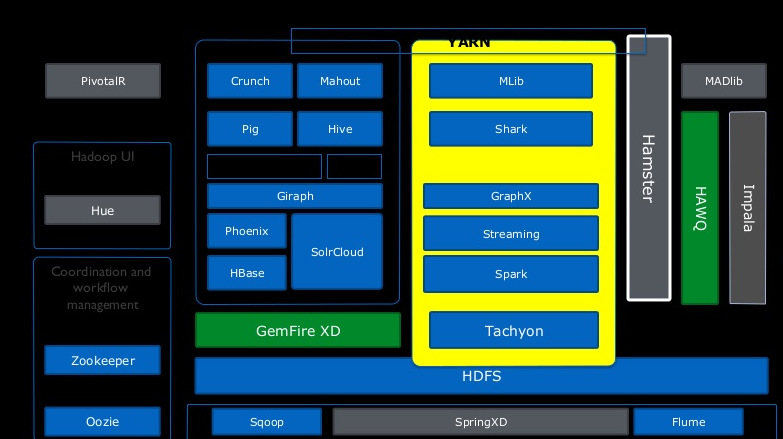 YARN
PivotalR
Crunch
Mahout
MLib
Hamster
MADlib
Pig
Hive
Shark
HAWQ
Impala
Hadoop UI
Hue
Giraph
GraphX
Phoenix
SolrCloud
Streaming
HBase
Spark
Coordination and
workflow
management
GemFire XD
Tachyon
Zookeeper
HDFS
Oozie
Sqoop
SpringXD
Flume